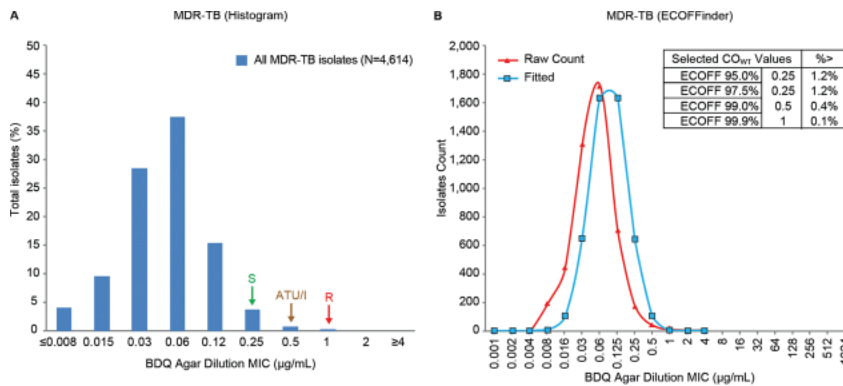 A
MDR-TB (Histogram)
50
45
40
35
30
25
20
15
10
5
0
Total isolates (%)
All MDR-TB isolates (N=4,614)
S
ATU/I
R
≤0.008 0.015 0.03 0.06 0.12 0.25 0.5 1 2 ≥4
BDQ Agar Dilution MIC (µg/mL)
B
MDR-TB (ECOFFinder)
2,000
1,800
1,600
1,400
1,200
1,000
800
600
400
200
0
Isolates Count
Raw Count
Fitted
Selected COWT Values %>
ECOFF 95.0% 0.25 1.2%
ECOFF 97.5% 0.25 1.2%
ECOFF 99.0% 0.5 0.4%
ECOFF 99.9% 1 0.1%
0.001 0.002 0.004 0.008 0.016 0.03 0.06 0.125 0.25 0.5 1 2 4 8 16 32 64 128 256 512
BDQ Agar Dilution MIC (µg/mL)